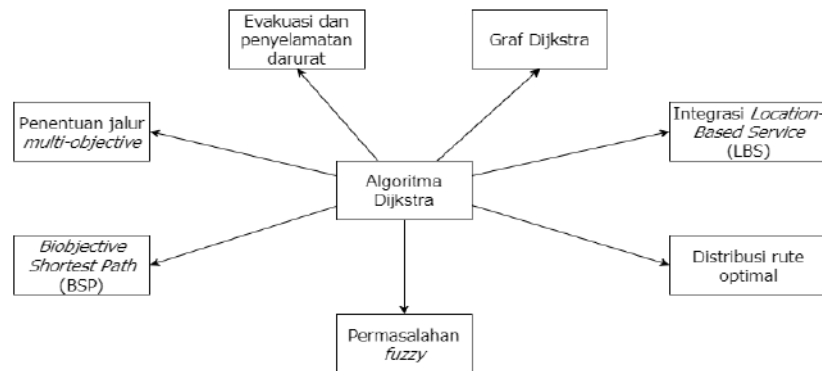 Evakuasi dan
penyelamatan
darurat
Graf Dijkstra
Penentuan jalur
multi-objective
Integrasi Location-
Based Service
(LBS)
Algoritma
Dijkstra
Biobjective
Shortest Path
(BSP)
Distribusi rute
optimal
Permasalahan
fuzzy